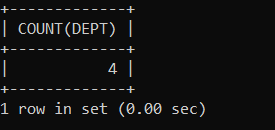 +-------------+
| COUNT(DEPT) |
+-------------+
|           4 |
+-------------+
1 row in set (0.00 sec)